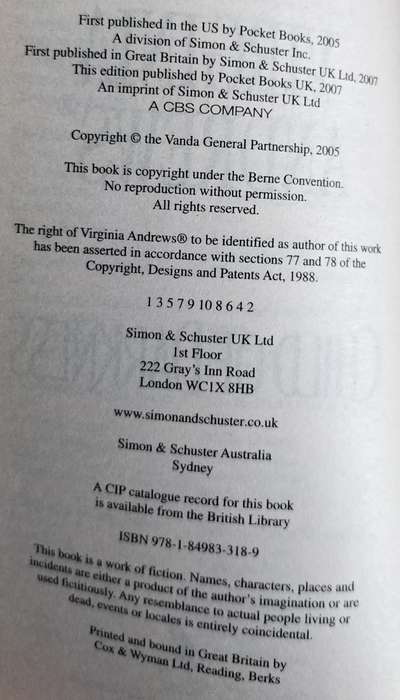 First published in the US by Pocket Books, 2005
A division of Simon & Schuster Inc.
First published in Great Britain by Simon & Schuster UK Ltd, 2007
This edition published by Pocket Books UK, 2007
An imprint of Simon & Schuster UK Ltd
A CBS COMPANY
Copyright © the Vanda General Partnership, 2005
This book is copyright under the Berne Convention.
No reproduction without permission.
All rights reserved.
The right of Virginia Andrews® to be identified as author of this work
has been asserted in accordance with sections 77 and 78 of the
Copyright, Designs and Patents Act, 1988.
1 3 5 7 9 10 8 6 4 2
Simon & Schuster UK Ltd
1st Floor
222 Gray's Inn Road
London WC1X 8HB
www.simonandschuster.co.uk
Simon & Schuster Australia
Sydney
A CIP catalogue record for this book
is available from the British Library
ISBN 978-1-84983-318-9
This book is a work of fiction. Names, characters, places and
incidents are either a product of the author's imagination or are
used fictitiously. Any resemblance to actual people living or
dead, events or locales is entirely coincidental.
Printed and bound in Great Britain by
Cox & Wyman Ltd, Reading, Berks